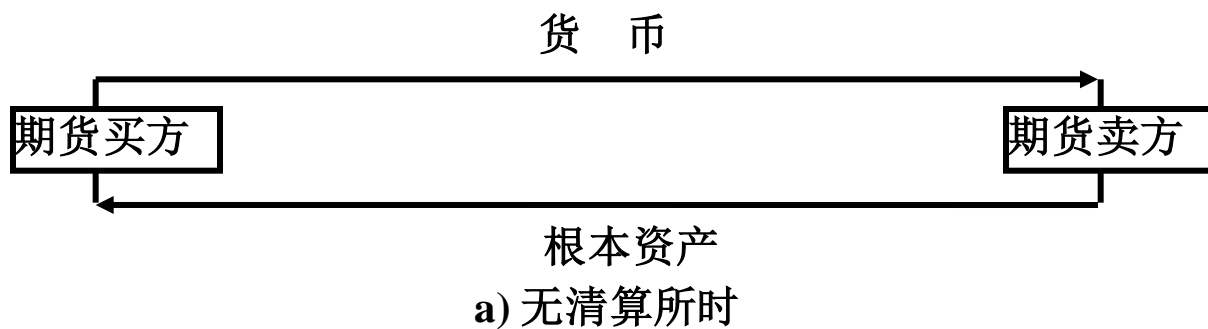 货 币
期货买方
期货卖方
根本资产
a) 无清算所时